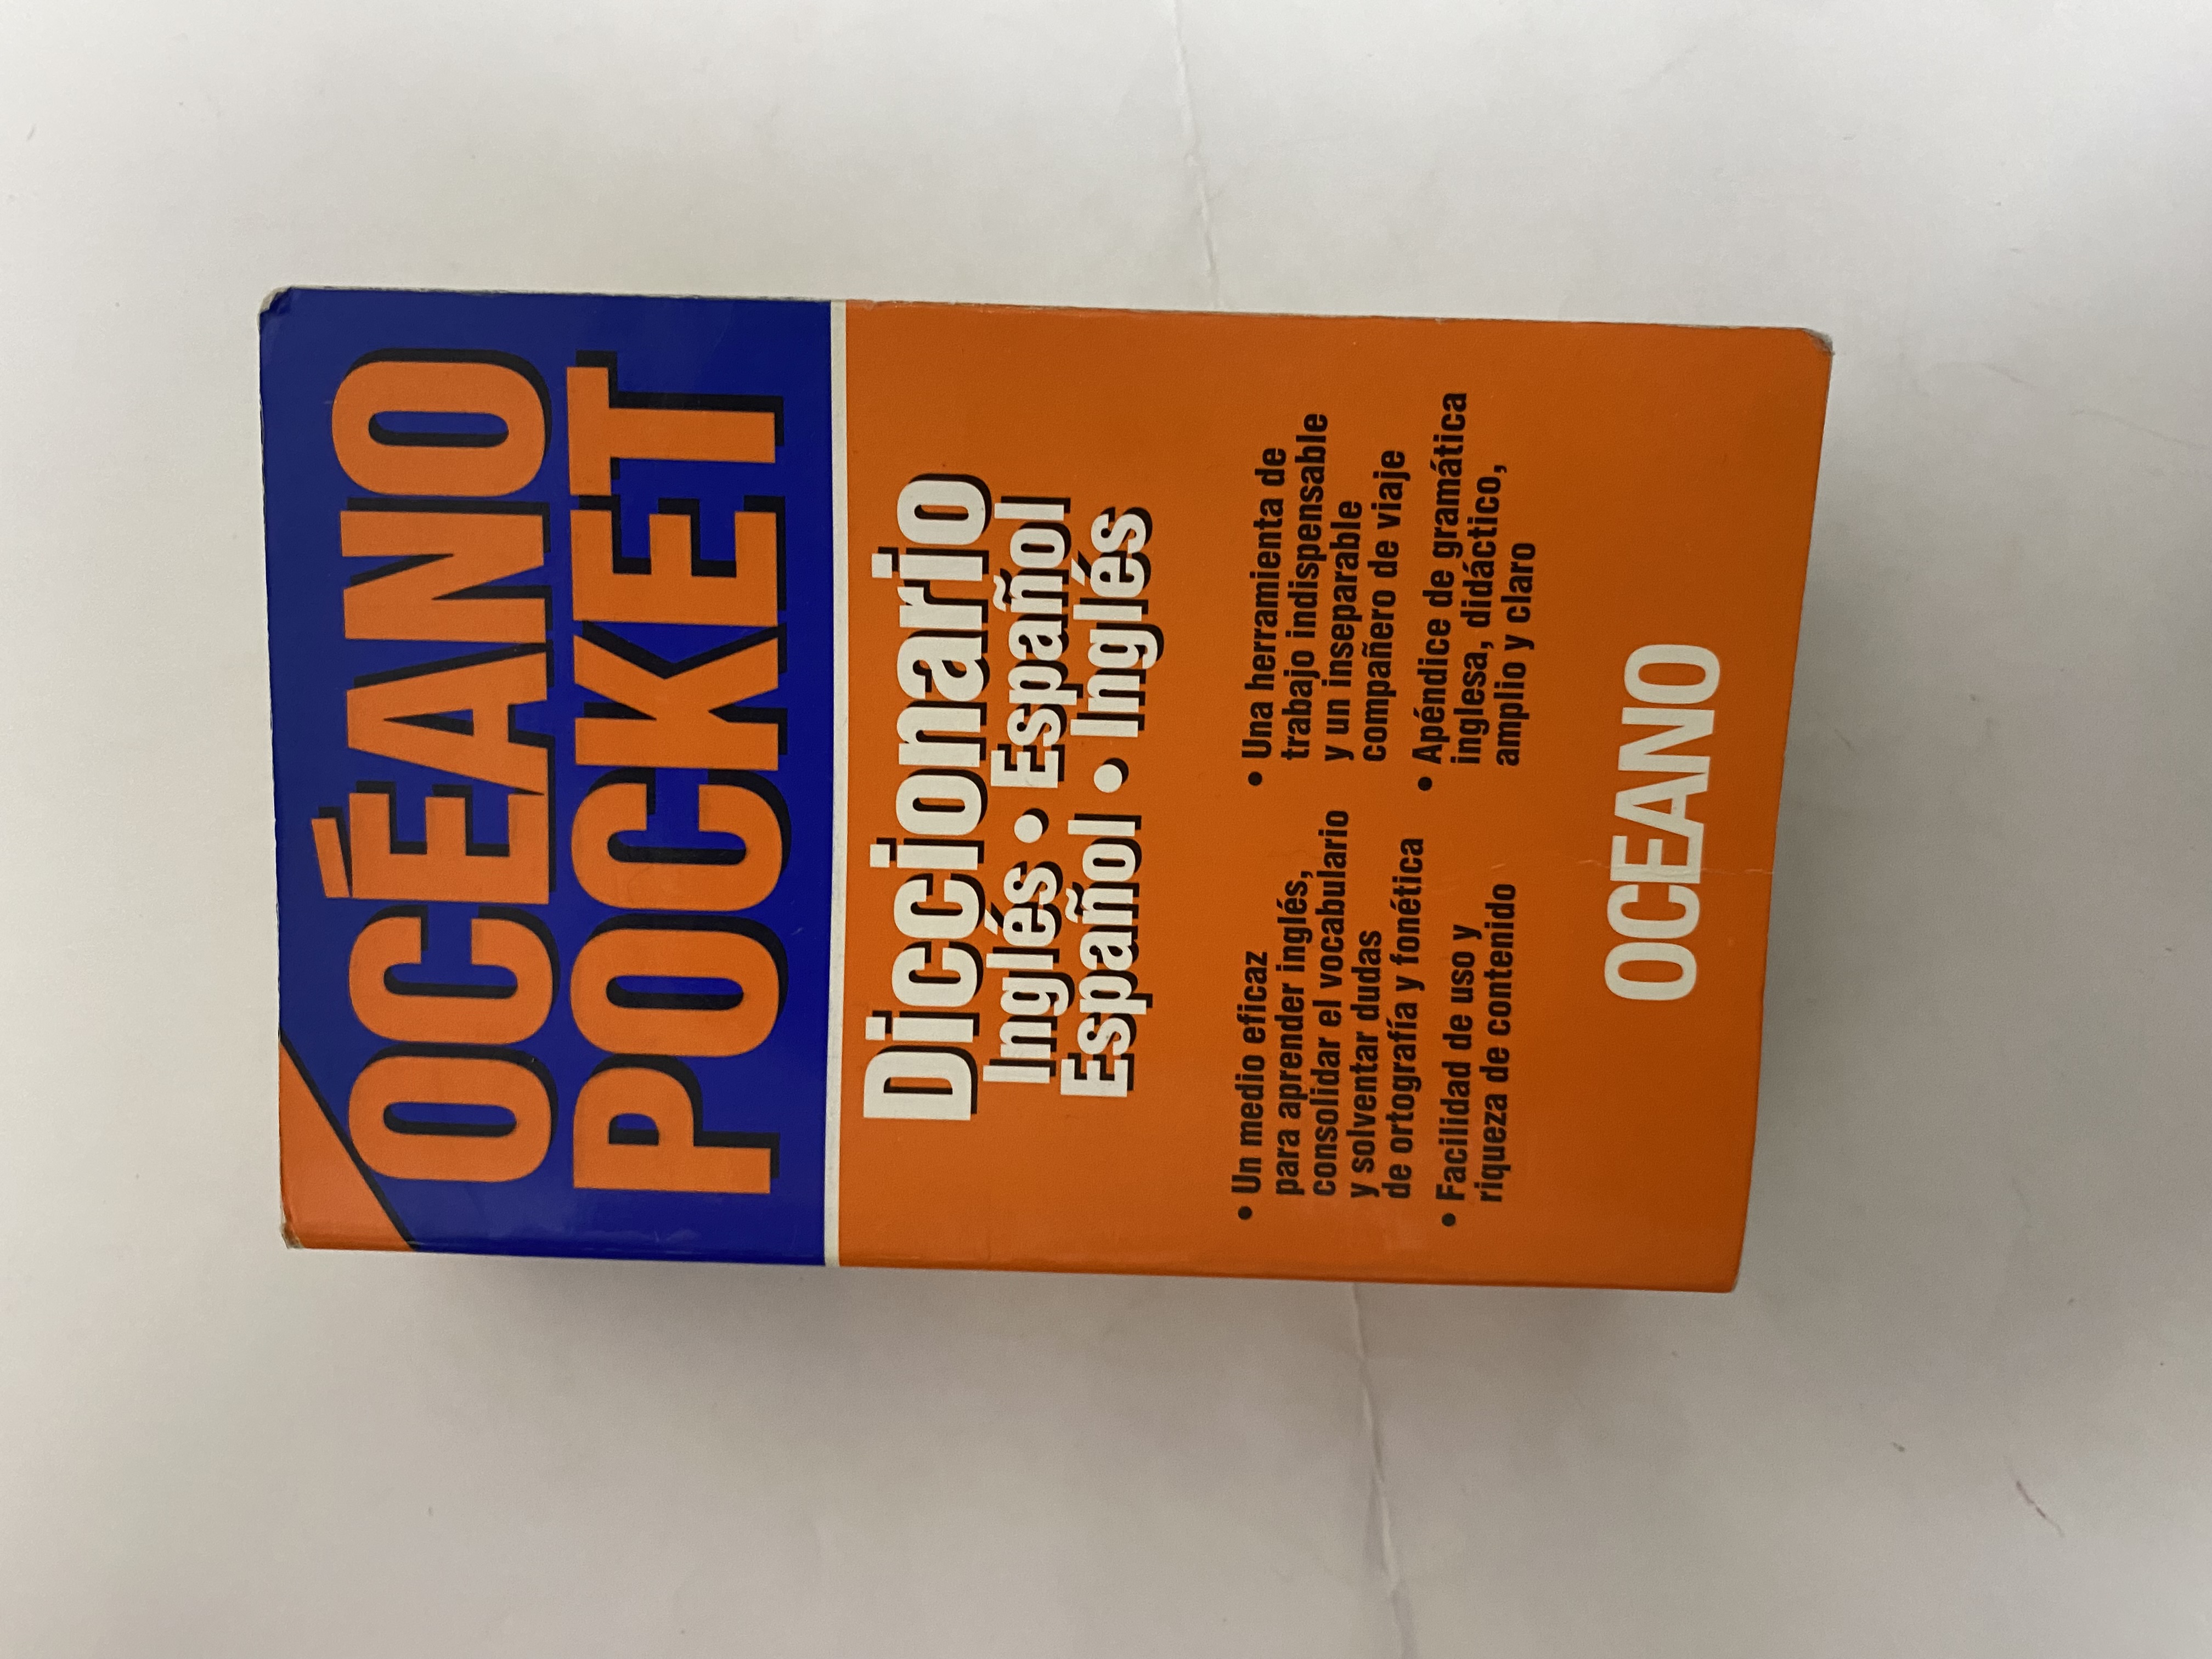 OCÉANO
POCKET
Diccionario
Inglés • Español
Español • Inglés
• Un medio eficaz
para aprender inglés,
consolidar el vocabulario
y solventar dudas
de ortografía y fonética
• Facilidad de uso y
riqueza de contenido
• Una herramienta de
trabajo indispensable
y un inseparable
compañero de viaje
• Apéndice de gramática
inglesa, didáctico,
amplio y claro
OCEANO